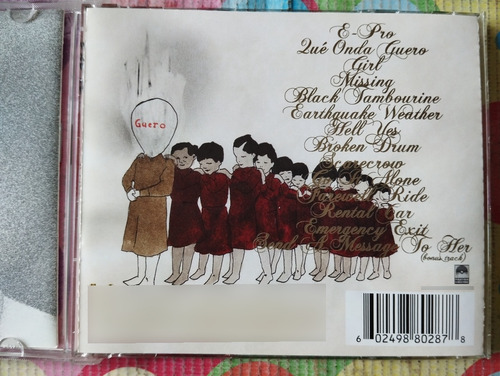 E-Pro
Qué Onda Guero
Girl
Missing
Black Tambourine
Earthquake Weather
Hell Yes
Broken Drum
Scarecrow
Go It Alone
Farewell Ride
Rental Car
Emergency Exit
Send A Message To Her
(bonus track)
Guero
6 02498 80287 8